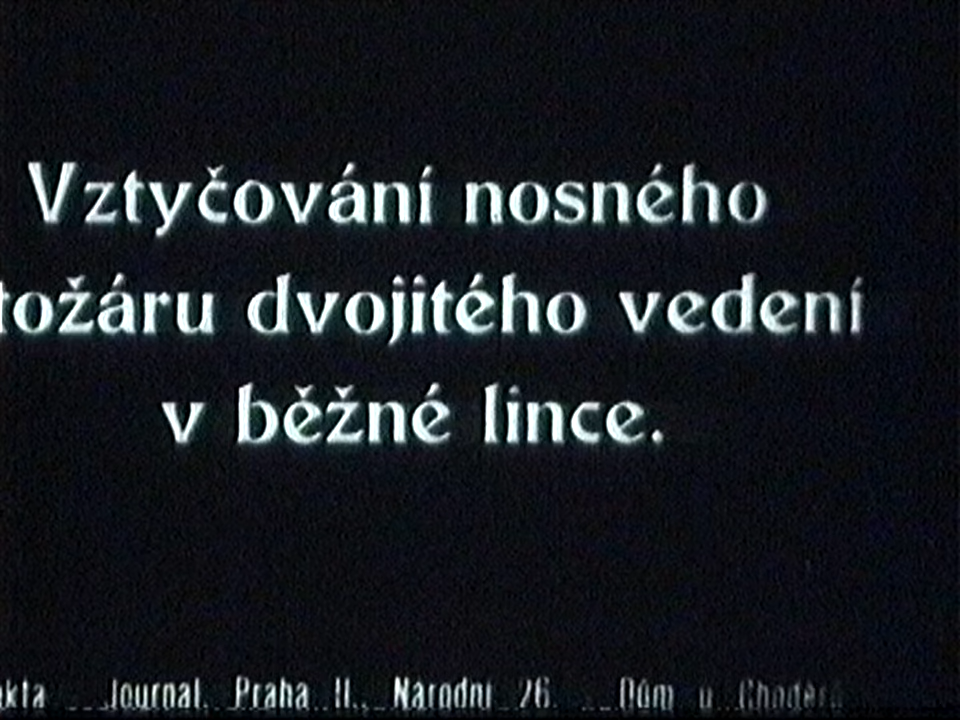 Vztyčování nosného
tožáru dvojitého vedení
v běžné lince.
Journal. Praha II., Národní 26. Dům u